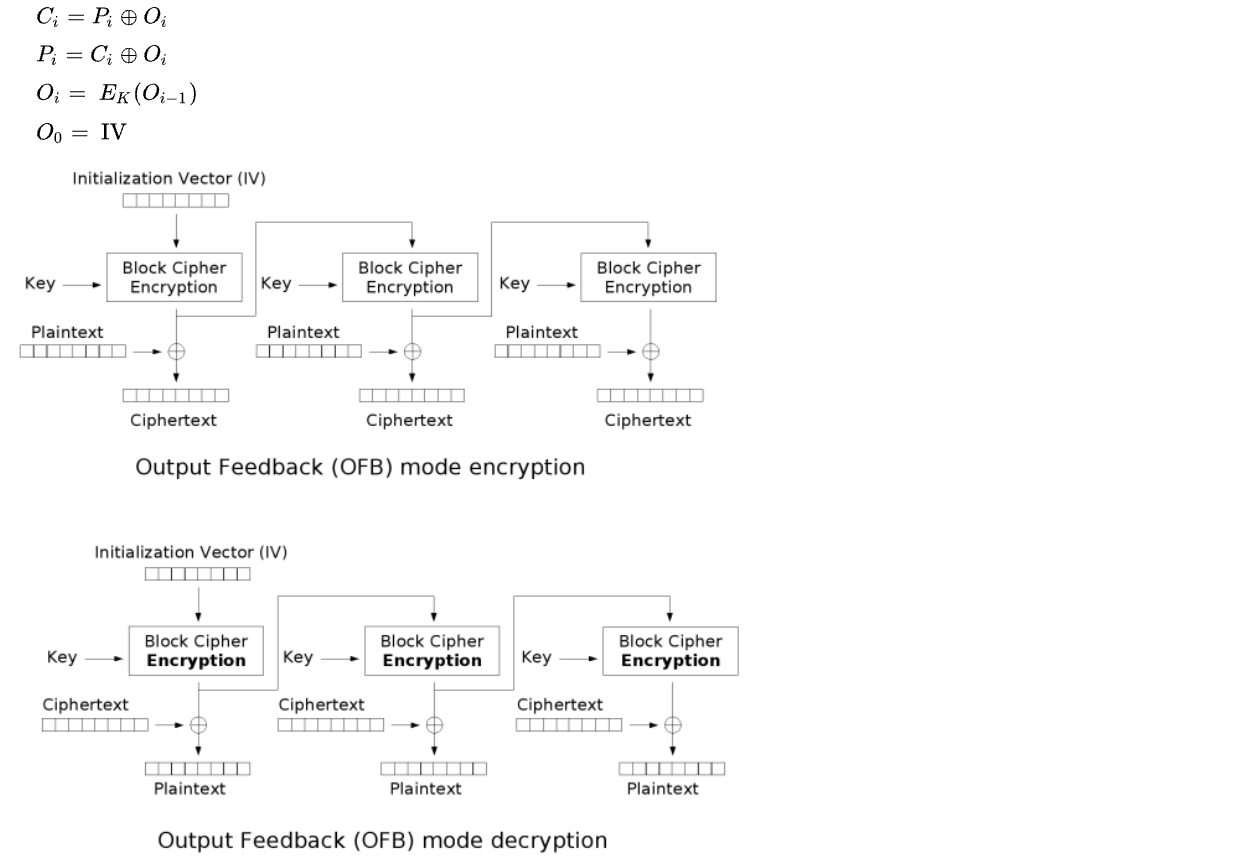 C_i = P_i ⊕ O_i
P_i = C_i ⊕ O_i
O_i = E_K(O_{i−1})
O_0 = IV
Initialization Vector (IV)
Block Cipher Encryption
Block Cipher Encryption
Block Cipher Encryption
Key
Key
Key
Plaintext
Plaintext
Plaintext
Ciphertext
Ciphertext
Ciphertext
Output Feedback (OFB) mode encryption
Initialization Vector (IV)
Block Cipher Encryption
Block Cipher Encryption
Block Cipher Encryption
Key
Key
Key
Ciphertext
Ciphertext
Ciphertext
Plaintext
Plaintext
Plaintext
Output Feedback (OFB) mode decryption